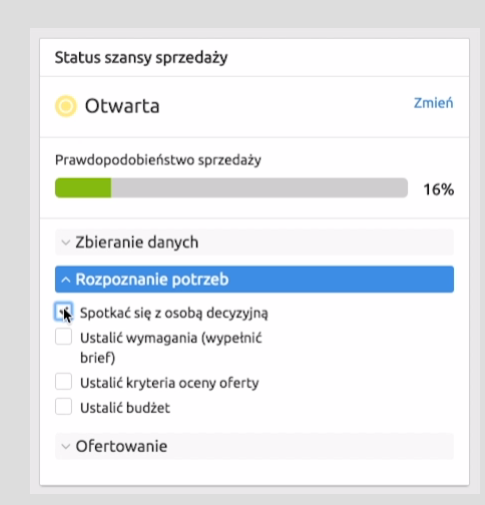 Status szansy sprzedaży
Otwarta
Zmień
Prawdopodobieństwo sprzedaży
16%
Zbieranie danych
Rozpoznanie potrzeb
Spotkać się z osobą decyzyjną
Ustalić wymagania (wypełnić
brief)
Ustalić kryteria oceny oferty
Ustalić budżet
Ofertowanie